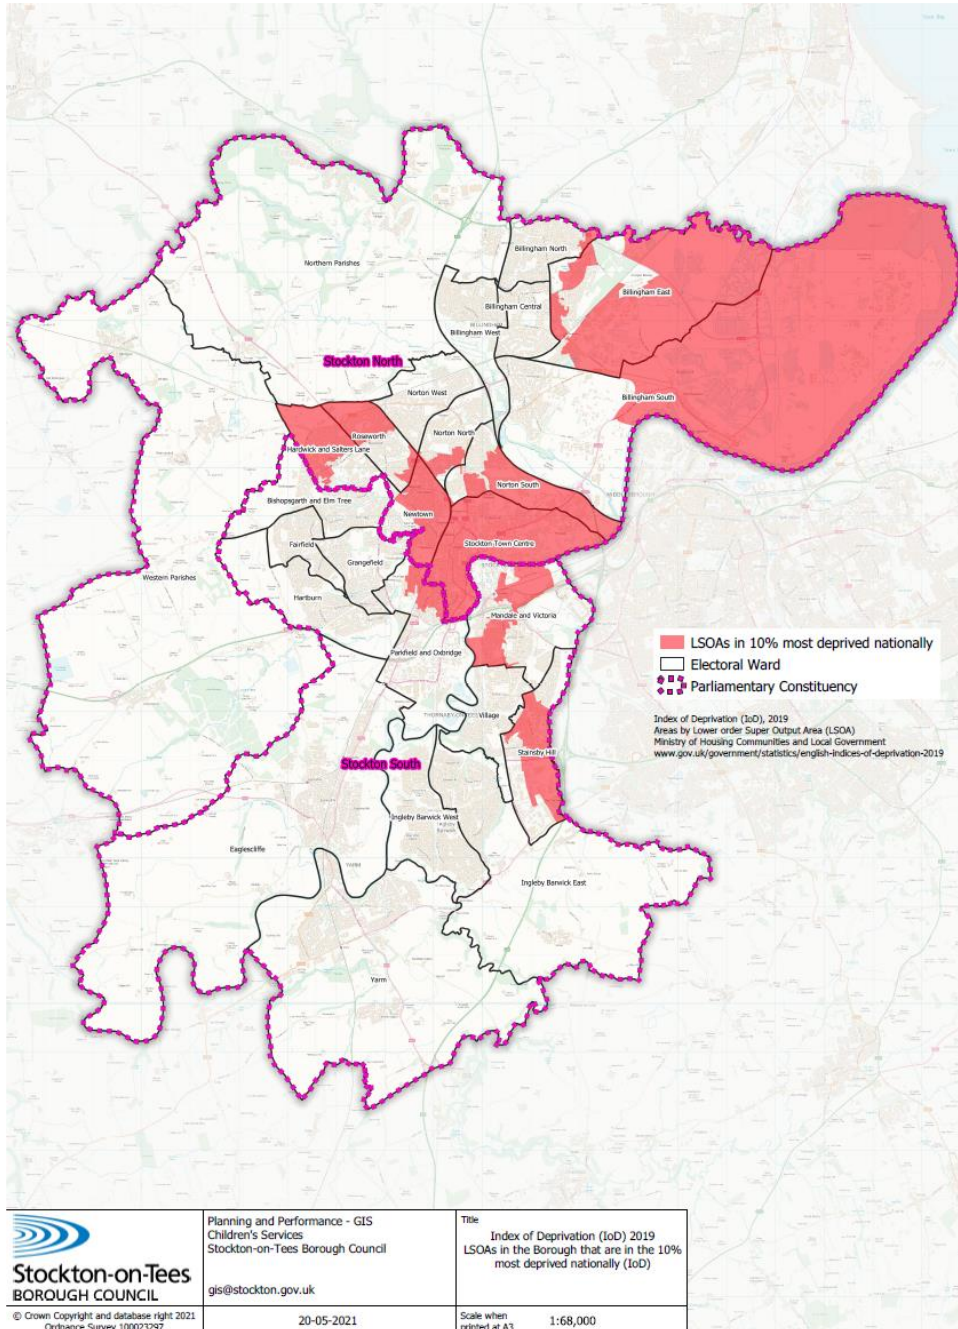 Northern Parishes
Billingham North
Billingham East
Billingham Central
BILLINGHAM
Billingham West
Stockton North
Norton West
Billingham South
Roseworth
Norton North
Hardwick and Salters Lane
Norton South
Bishopsgarth and Elm Tree
Newtown
Fairfield
Stockton Town Centre
Grangefield
Western Parishes
Hartburn
Mandale and Victoria
Parkfield and Oxbridge
Village
Stainsby Hill
Stockton South
Ingleby Barwick West
Eaglescliffe
YARM
Ingleby Barwick East
Yarm
LSOAs in 10% most deprived nationally
Electoral Ward
Parliamentary Constituency
Index of Deprivation (IoD), 2019
Areas by Lower order Super Output Area (LSOA)
Ministry of Housing Communities and Local Government
www.gov.uk/government/statistics/english-indices-of-deprivation-2019
Stockton-on-Tees
BOROUGH COUNCIL
© Crown Copyright and database right 2021
Ordnance Survey 100023297
Planning and Performance - GIS
Children's Services
Stockton-on-Tees Borough Council
gis@stockton.gov.uk
20-05-2021
Title
Index of Deprivation (IoD) 2019
LSOAs in the Borough that are in the 10%
most deprived nationally (IoD)
Scale when
printed at A3
1:68,000